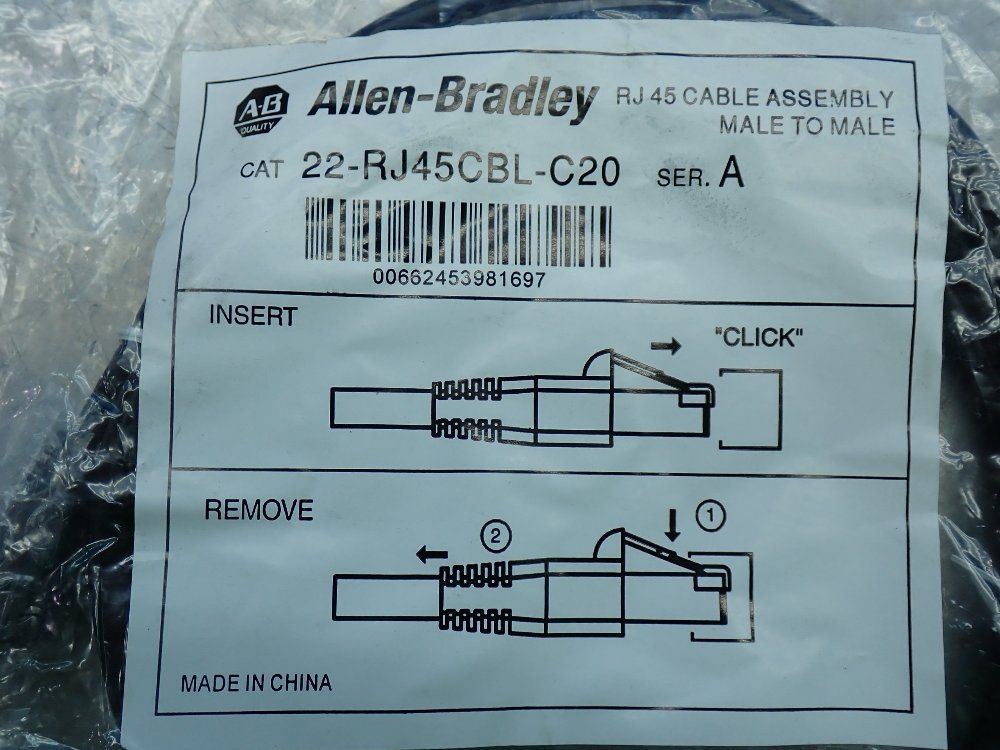 A-B
QUALITY
Allen-Bradley
RJ 45 CABLE ASSEMBLY
MALE TO MALE
CAT 22-RJ45CBL-C20 SER. A
00662453981697
INSERT
"CLICK"
REMOVE
1
2
MADE IN CHINA